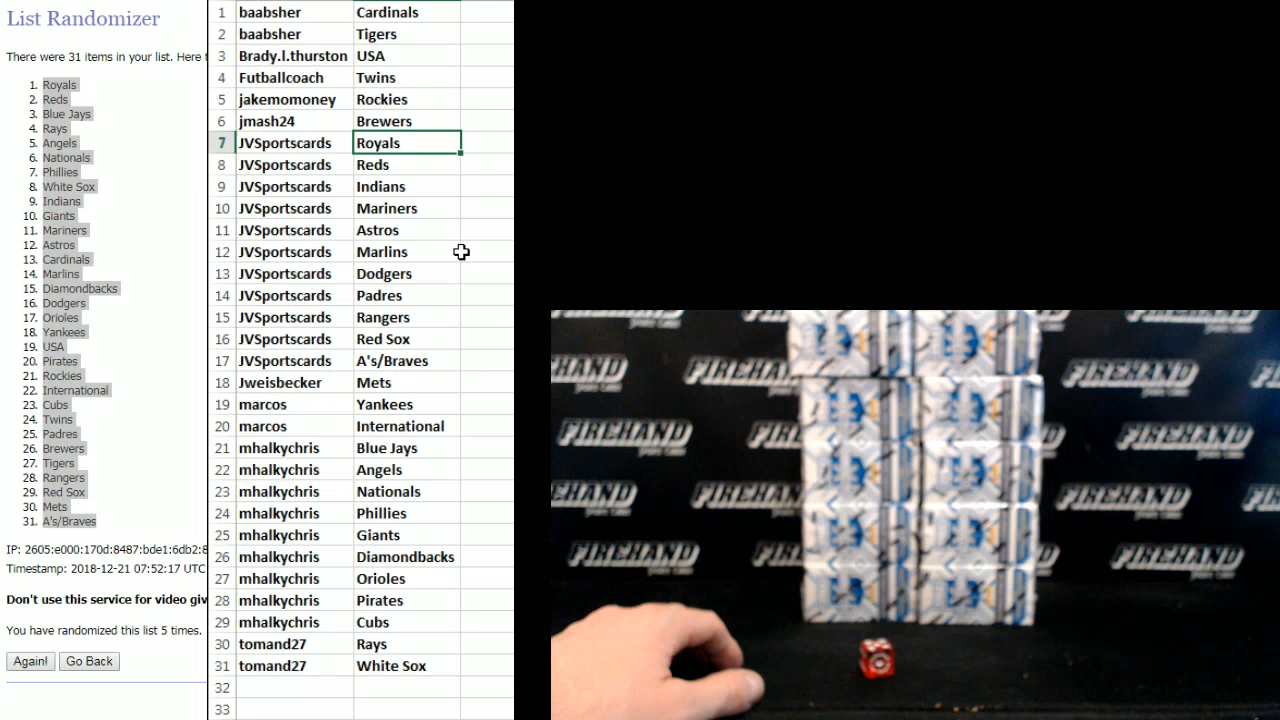 List Randomizer
There were 31 items in your list. Here
1. Royals
2. Reds
3. Blue Jays
4. Rays
5. Angels
6. Nationals
7. Phillies
8. White Sox
9. Indians
10. Giants
11. Mariners
12. Astros
13. Cardinals
14. Marlins
15. Diamondbacks
16. Dodgers
17. Orioles
18. Yankees
19. USA
20. Pirates
21. Rockies
22. International
23. Cubs
24. Twins
25. Padres
26. Brewers
27. Tigers
28. Rangers
29. Red Sox
30. Mets
31. A's/Braves
IP: 2605:e000:170d:8487:bde1:6db2:8
Timestamp: 2018-12-21 07:52:17 UTC
Don't use this service for video giv
You have randomized this list 5 times.
Again! Go Back
1 baabsher Cardinals
2 baabsher Tigers
3 Brady.l.thurston USA
4 Futballcoach Twins
5 jakemomoney Rockies
6 jmash24 Brewers
7 JVSportscards Royals
8 JVSportscards Reds
9 JVSportscards Indians
10 JVSportscards Mariners
11 JVSportscards Astros
12 JVSportscards Marlins
13 JVSportscards Dodgers
14 JVSportscards Padres
15 JVSportscards Rangers
16 JVSportscards Red Sox
17 JVSportscards A's/Braves
18 Jweisbecker Mets
19 marcos Yankees
20 marcos International
21 mhalkychris Blue Jays
22 mhalkychris Angels
23 mhalkychris Nationals
24 mhalkychris Phillies
25 mhalkychris Giants
26 mhalkychris Diamondbacks
27 mhalkychris Orioles
28 mhalkychris Pirates
29 mhalkychris Cubs
30 tomand27 Rays
31 tomand27 White Sox
32
33
FIREHAND FIREHAND
FIREHAND FIREHAND
FIREHAND FIREHAND
FIREHAND FIREHAND